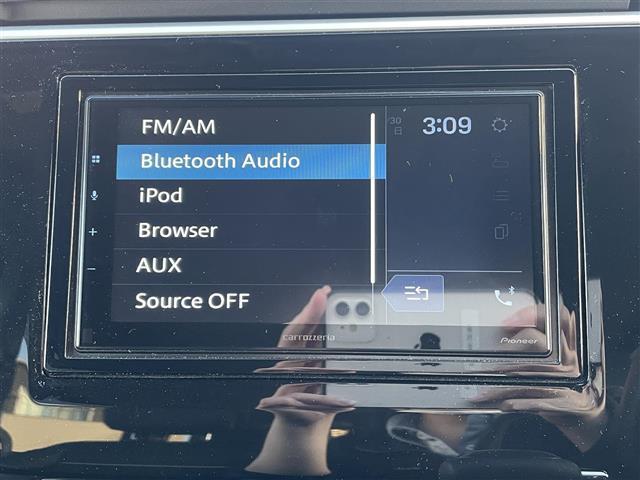 FM/AM
Bluetooth Audio
iPod
Browser
AUX
Source OFF
/30
日
3:09
carrozzeria
Pioneer